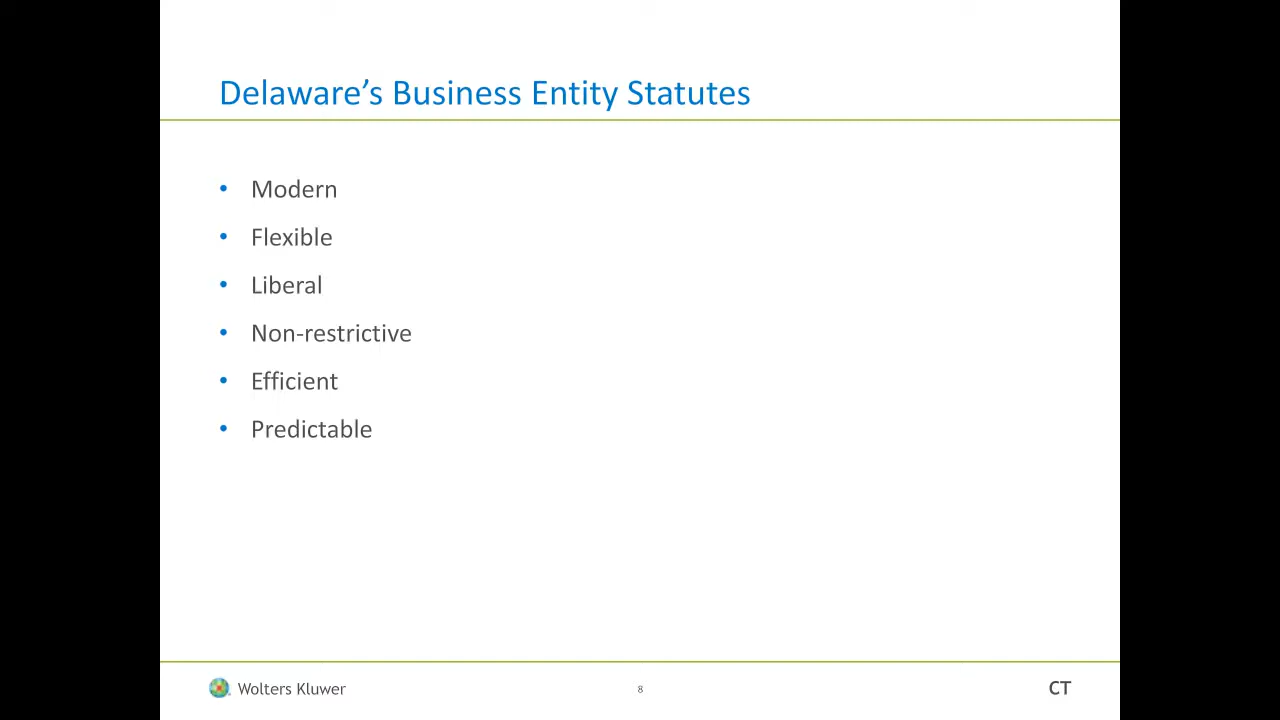 Delaware’s Business Entity Statutes
• Modern
• Flexible
• Liberal
• Non-restrictive
• Efficient
• Predictable
Wolters Kluwer
8
CT